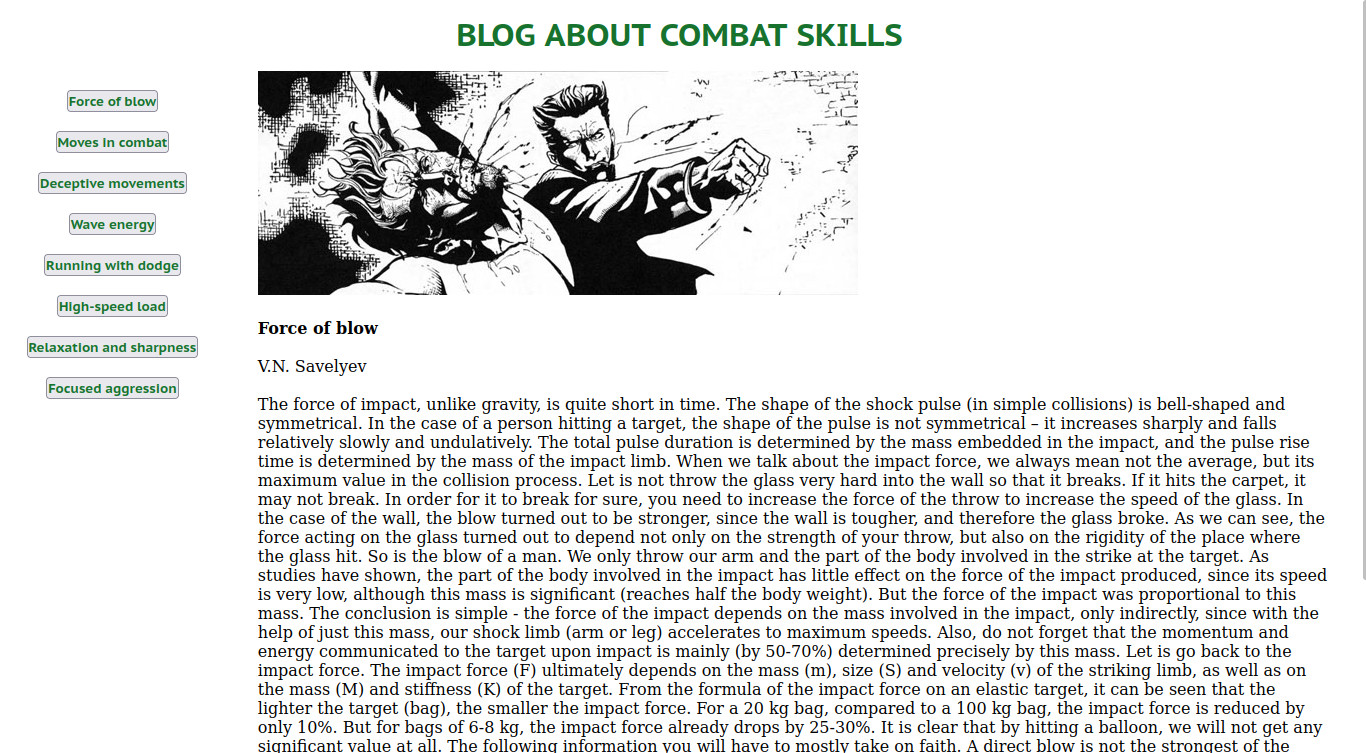 BLOG ABOUT COMBAT SKILLS
Force of blow
Moves in combat
Deceptive movements
Wave energy
Running with dodge
High-speed load
Relaxation and sharpness
Focused aggression
Force of blow
V.N. Savelyev
The force of impact, unlike gravity, is quite short in time. The shape of the shock pulse (in simple collisions) is bell-shaped and
symmetrical. In the case of a person hitting a target, the shape of the pulse is not symmetrical – it increases sharply and falls
relatively slowly and undulatively. The total pulse duration is determined by the mass embedded in the impact, and the pulse rise
time is determined by the mass of the impact limb. When we talk about the impact force, we always mean not the average, but its
maximum value in the collision process. Let is not throw the glass very hard into the wall so that it breaks. If it hits the carpet, it
may not break. In order for it to break for sure, you need to increase the force of the throw to increase the speed of the glass. In
the case of the wall, the blow turned out to be stronger, since the wall is tougher, and therefore the glass broke. As we can see, the
force acting on the glass turned out to depend not only on the strength of your throw, but also on the rigidity of the place where
the glass hit. So is the blow of a man. We only throw our arm and the part of the body involved in the strike at the target. As
studies have shown, the part of the body involved in the impact has little effect on the force of the impact produced, since its speed
is very low, although this mass is significant (reaches half the body weight). But the force of the impact was proportional to this
mass. The conclusion is simple - the force of the impact depends on the mass involved in the impact, only indirectly, since with the
help of just this mass, our shock limb (arm or leg) accelerates to maximum speeds. Also, do not forget that the momentum and
energy communicated to the target upon impact is mainly (by 50-70%) determined precisely by this mass. Let is go back to the
impact force. The impact force (F) ultimately depends on the mass (m), size (S) and velocity (v) of the striking limb, as well as on
the mass (M) and stiffness (K) of the target. From the formula of the impact force on an elastic target, it can be seen that the
lighter the target (bag), the smaller the impact force. For a 20 kg bag, compared to a 100 kg bag, the impact force is reduced by
only 10%. But for bags of 6-8 kg, the impact force already drops by 25-30%. It is clear that by hitting a balloon, we will not get any
significant value at all. The following information you will have to mostly take on faith. A direct blow is not the strongest of the